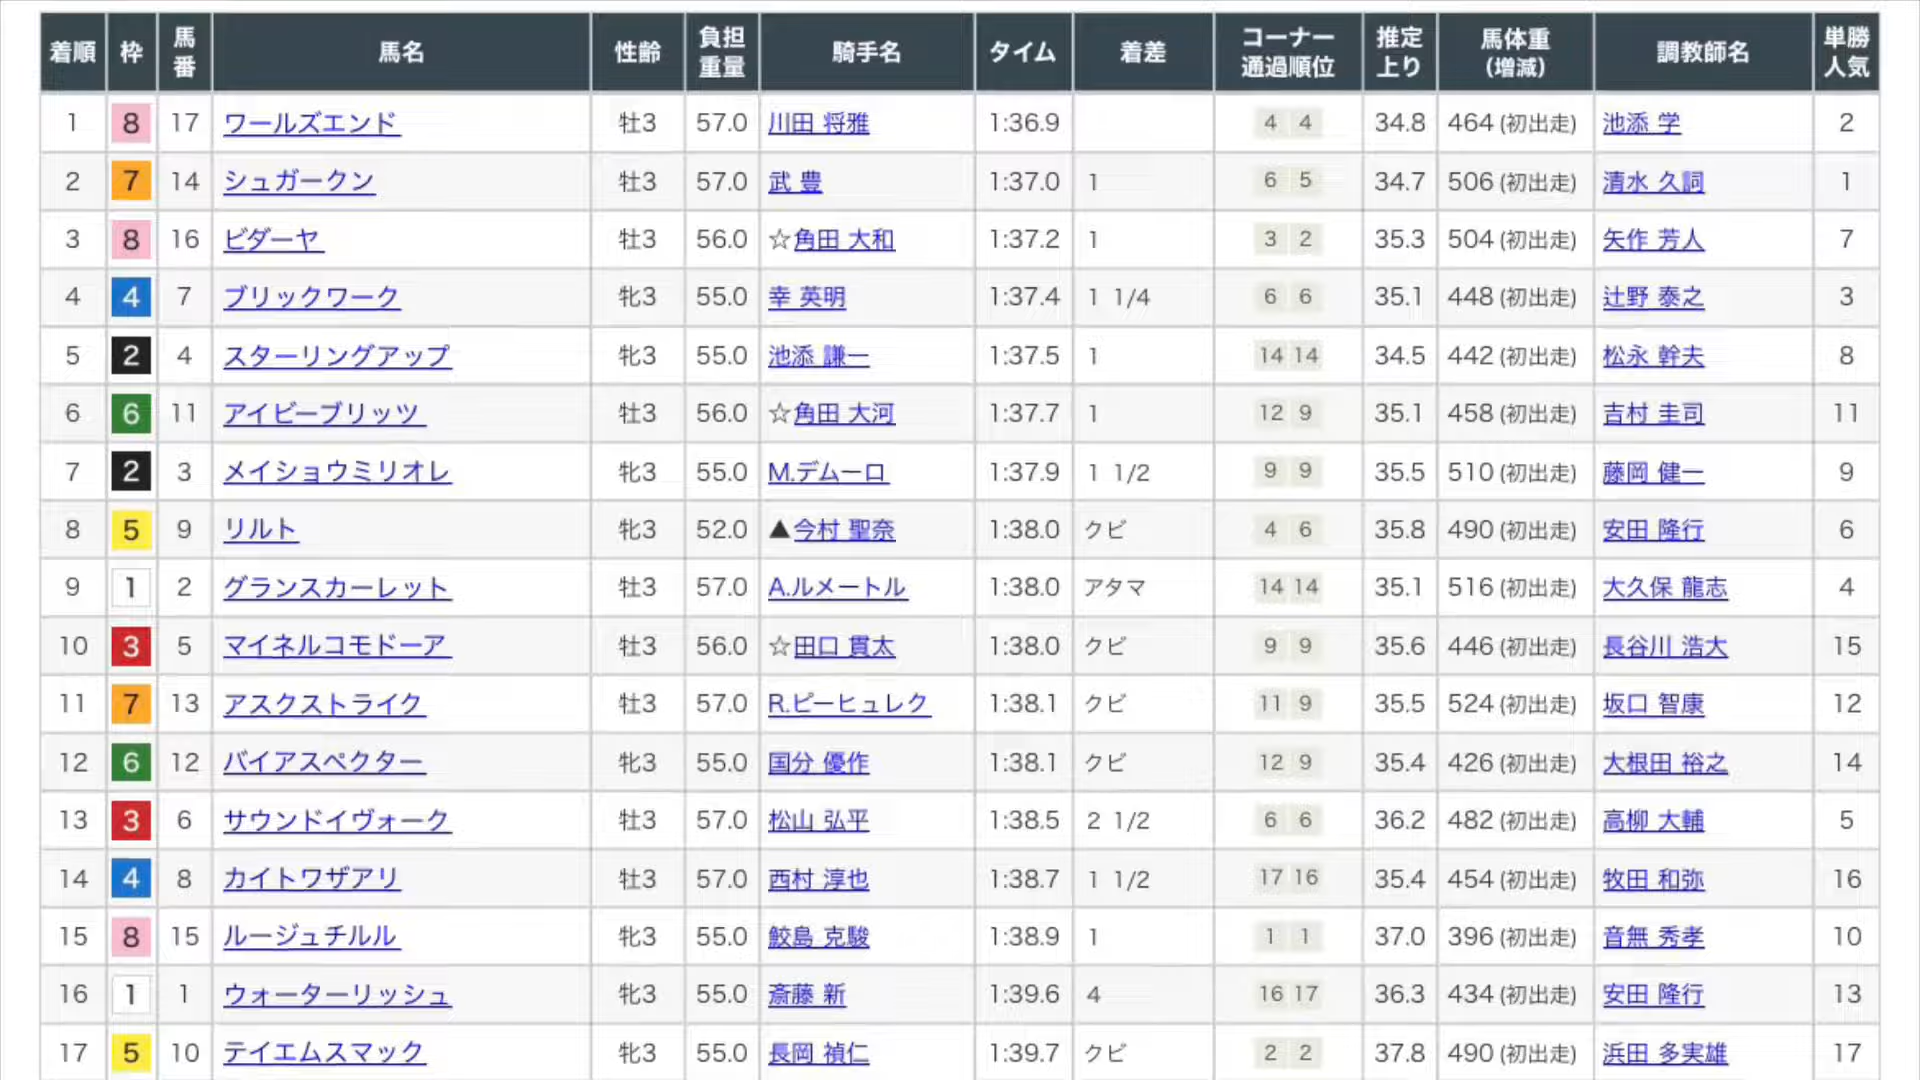 着順 枠 馬番 馬名 性齢 負担重量 騎手名 タイム 着差 コーナー通過順位 推定上り 馬体重(増減) 調教師名 単勝人気
1 8 17 ワールズエンド 牡3 57.0 川田 将雅 1:36.9 4 4 34.8 464(初出走) 池添 学 2
2 7 14 シュガークン 牡3 57.0 武 豊 1:37.0 1 6 5 34.7 506(初出走) 清水 久詞 1
3 8 16 ビダーヤ 牡3 56.0 ☆角田 大和 1:37.2 1 3 2 35.3 504(初出走) 矢作 芳人 7
4 4 7 ブリックワーク 牝3 55.0 幸 英明 1:37.4 1 1/4 6 6 35.1 448(初出走) 辻野 泰之 3
5 2 4 スターリングアップ 牝3 55.0 池添 謙一 1:37.5 1 14 14 34.5 442(初出走) 松永 幹夫 8
6 6 11 アイビーブリッツ 牡3 56.0 ☆角田 大河 1:37.7 1 12 9 35.1 458(初出走) 吉村 圭司 11
7 2 3 メイショウミリオレ 牝3 55.0 M.デムーロ 1:37.9 1 1/2 9 9 35.5 510(初出走) 藤岡 健一 9
8 5 9 リルト 牝3 52.0 ▲今村 聖奈 1:38.0 クビ 4 6 35.8 490(初出走) 安田 隆行 6
9 1 2 グランスカーレット 牡3 57.0 A.ルメートル 1:38.0 アタマ 14 14 35.1 516(初出走) 大久保 龍志 4
10 3 5 マイネルコモドーア 牡3 56.0 ☆田口 貫太 1:38.0 クビ 9 9 35.6 446(初出走) 長谷川 浩大 15
11 7 13 アスクストライク 牡3 57.0 R.ピーヒュレク 1:38.1 クビ 11 9 35.5 524(初出走) 坂口 智康 12
12 6 12 バイアスペクター 牝3 55.0 国分 優作 1:38.1 クビ 12 9 35.4 426(初出走) 大根田 裕之 14
13 3 6 サウンドイヴォーク 牡3 57.0 松山 弘平 1:38.5 2 1/2 6 6 36.2 482(初出走) 高柳 大輔 5
14 4 8 カイトワザアリ 牡3 57.0 西村 淳也 1:38.7 1 1/2 17 16 35.4 454(初出走) 牧田 和弥 16
15 8 15 ルージュチルル 牝3 55.0 鮫島 克駿 1:38.9 1 1 1 37.0 396(初出走) 音無 秀孝 10
16 1 1 ウォーターリッシュ 牝3 55.0 斎藤 新 1:39.6 4 16 17 36.3 434(初出走) 安田 隆行 13
17 5 10 テイエムスマック 牝3 55.0 長岡 禎仁 1:39.7 クビ 2 2 37.8 490(初出走) 浜田 多実雄 17